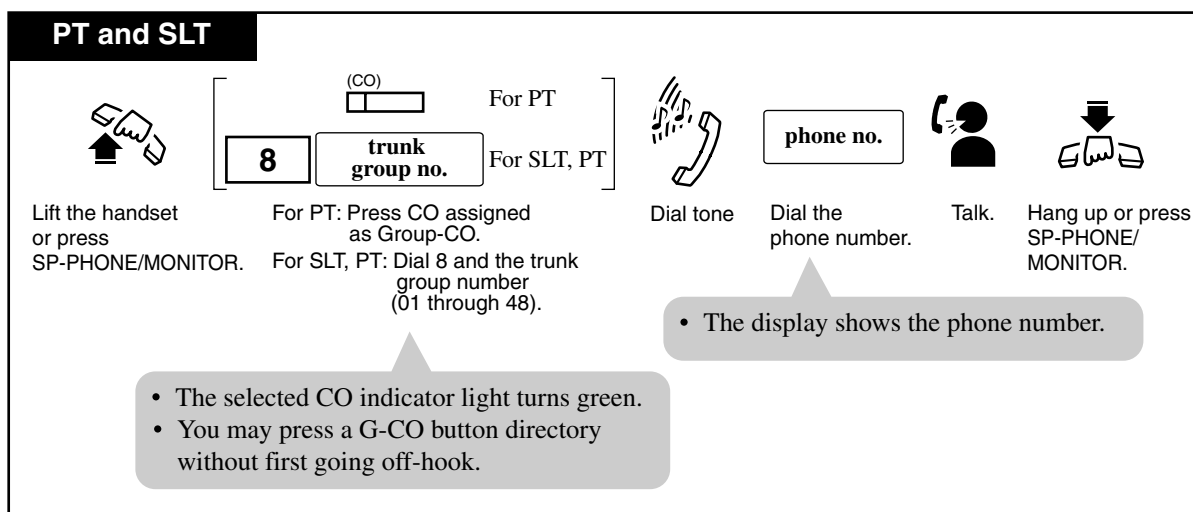 PT and SLT
(CO)
For PT
8
trunk
group no.
For SLT, PT
phone no.
Lift the handset
or press
SP-PHONE/MONITOR.
For PT: Press CO assigned
as Group-CO.
For SLT, PT: Dial 8 and the trunk
group number
(01 through 48).
Dial tone
Dial the
phone number.
Talk.
Hang up or press
SP-PHONE/
MONITOR.
• The display shows the phone number.
• The selected CO indicator light turns green.
• You may press a G-CO button directory
without first going off-hook.